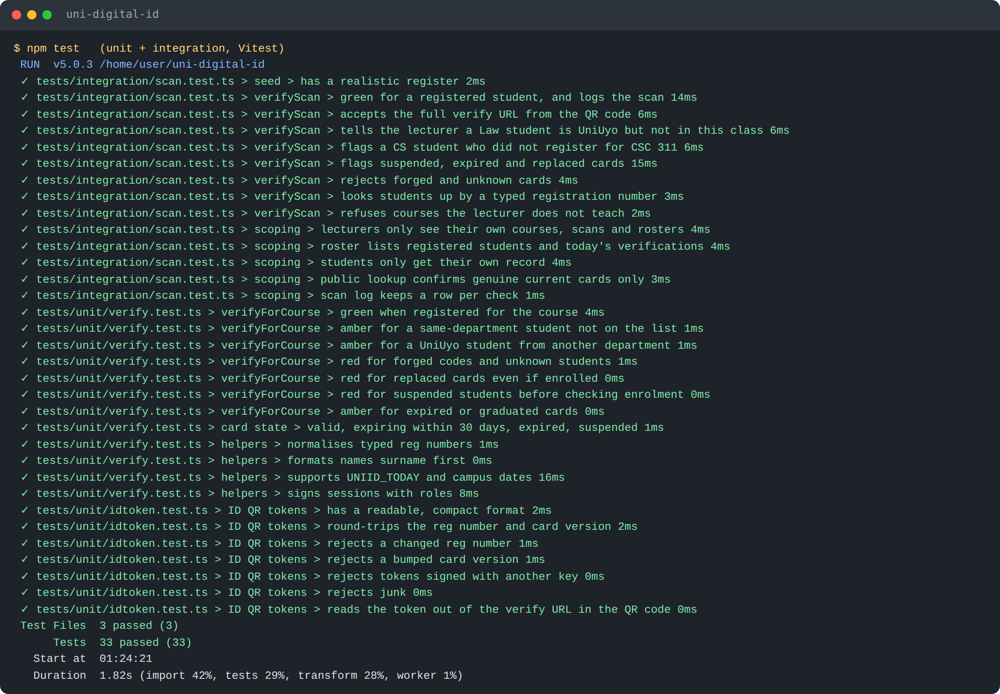 uni-digital-id
$ npm test   (unit + integration, Vitest)
RUN  v5.0.3 /home/user/uni-digital-id
✓ tests/integration/scan.test.ts > seed > has a realistic register 2ms
✓ tests/integration/scan.test.ts > verifyScan > green for a registered student, and logs the scan 14ms
✓ tests/integration/scan.test.ts > verifyScan > accepts the full verify URL from the QR code 6ms
✓ tests/integration/scan.test.ts > verifyScan > tells the lecturer a Law student is UniUyo but not in this class 6ms
✓ tests/integration/scan.test.ts > verifyScan > flags a CS student who did not register for CSC 311 6ms
✓ tests/integration/scan.test.ts > verifyScan > flags suspended, expired and replaced cards 15ms
✓ tests/integration/scan.test.ts > verifyScan > rejects forged and unknown cards 4ms
✓ tests/integration/scan.test.ts > verifyScan > looks students up by a typed registration number 3ms
✓ tests/integration/scan.test.ts > verifyScan > refuses courses the lecturer does not teach 2ms
✓ tests/integration/scan.test.ts > scoping > lecturers only see their own courses, scans and rosters 4ms
✓ tests/integration/scan.test.ts > scoping > roster lists registered students and today's verifications 4ms
✓ tests/integration/scan.test.ts > scoping > students only get their own record 4ms
✓ tests/integration/scan.test.ts > scoping > public lookup confirms genuine current cards only 3ms
✓ tests/integration/scan.test.ts > scoping > scan log keeps a row per check 1ms
✓ tests/unit/verify.test.ts > verifyForCourse > green when registered for the course 4ms
✓ tests/unit/verify.test.ts > verifyForCourse > amber for a same-department student not on the list 1ms
✓ tests/unit/verify.test.ts > verifyForCourse > amber for a UniUyo student from another department 1ms
✓ tests/unit/verify.test.ts > verifyForCourse > red for forged codes and unknown students 1ms
✓ tests/unit/verify.test.ts > verifyForCourse > red for replaced cards even if enrolled 0ms
✓ tests/unit/verify.test.ts > verifyForCourse > red for suspended students before checking enrolment 0ms
✓ tests/unit/verify.test.ts > verifyForCourse > amber for expired or graduated cards 0ms
✓ tests/unit/verify.test.ts > card state > valid, expiring within 30 days, expired, suspended 1ms
✓ tests/unit/verify.test.ts > helpers > normalises typed reg numbers 1ms
✓ tests/unit/verify.test.ts > helpers > formats names surname first 0ms
✓ tests/unit/verify.test.ts > helpers > supports UNIID_TODAY and campus dates 16ms
✓ tests/unit/verify.test.ts > helpers > signs sessions with roles 8ms
✓ tests/unit/idtoken.test.ts > ID QR tokens > has a readable, compact format 2ms
✓ tests/unit/idtoken.test.ts > ID QR tokens > round-trips the reg number and card version 2ms
✓ tests/unit/idtoken.test.ts > ID QR tokens > rejects a changed reg number 1ms
✓ tests/unit/idtoken.test.ts > ID QR tokens > rejects a bumped card version 1ms
✓ tests/unit/idtoken.test.ts > ID QR tokens > rejects tokens signed with another key 0ms
✓ tests/unit/idtoken.test.ts > ID QR tokens > rejects junk 0ms
✓ tests/unit/idtoken.test.ts > ID QR tokens > reads the token out of the verify URL in the QR code 0ms
Test Files  3 passed (3)
Tests  33 passed (33)
Start at  01:24:21
Duration  1.82s (import 42%, tests 29%, transform 28%, worker 1%)